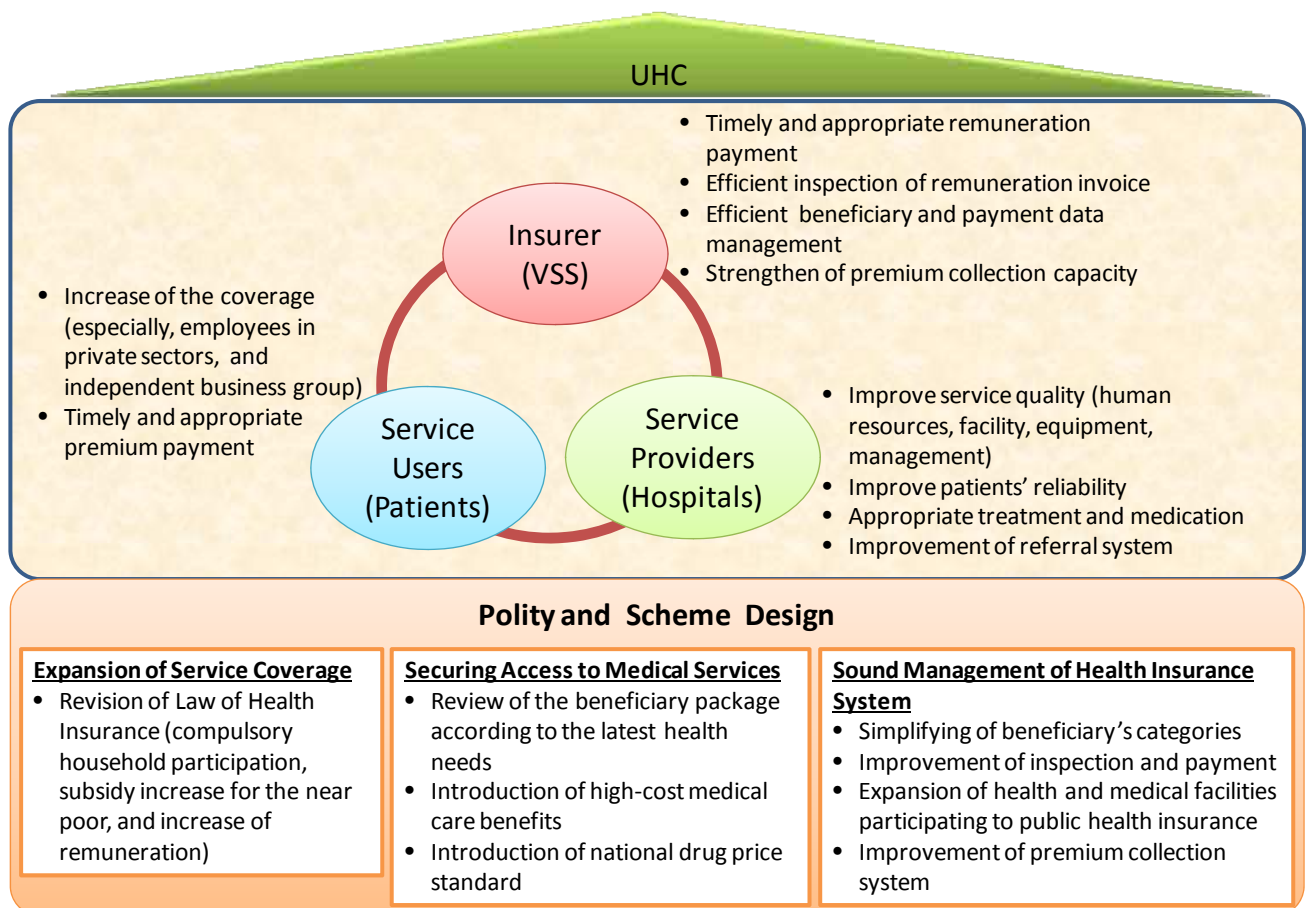 UHC
• Timely and appropriate remuneration
payment
• Efficient inspection of remuneration invoice
• Efficient beneficiary and payment data
management
• Strengthen of premium collection capacity
Insurer
(VSS)
• Increase of the coverage
(especially, employees in
private sectors, and
independent business group)
• Timely and appropriate
premium payment
Service
Users
(Patients)
Service
Providers
(Hospitals)
• Improve service quality (human
resources, facility, equipment,
management)
• Improve patients’ reliability
• Appropriate treatment and medication
• Improvement of referral system
Polity and Scheme Design
Expansion of Service Coverage
• Revision of Law of Health
Insurance (compulsory
household participation,
subsidy increase for the near
poor, and increase of
remuneration)
Securing Access to Medical Services
• Review of the beneficiary package
according to the latest health
needs
• Introduction of high-cost medical
care benefits
• Introduction of national drug price
standard
Sound Management of Health Insurance
System
• Simplifying of beneficiary’s categories
• Improvement of inspection and payment
• Expansion of health and medical facilities
participating to public health insurance
• Improvement of premium collection
system